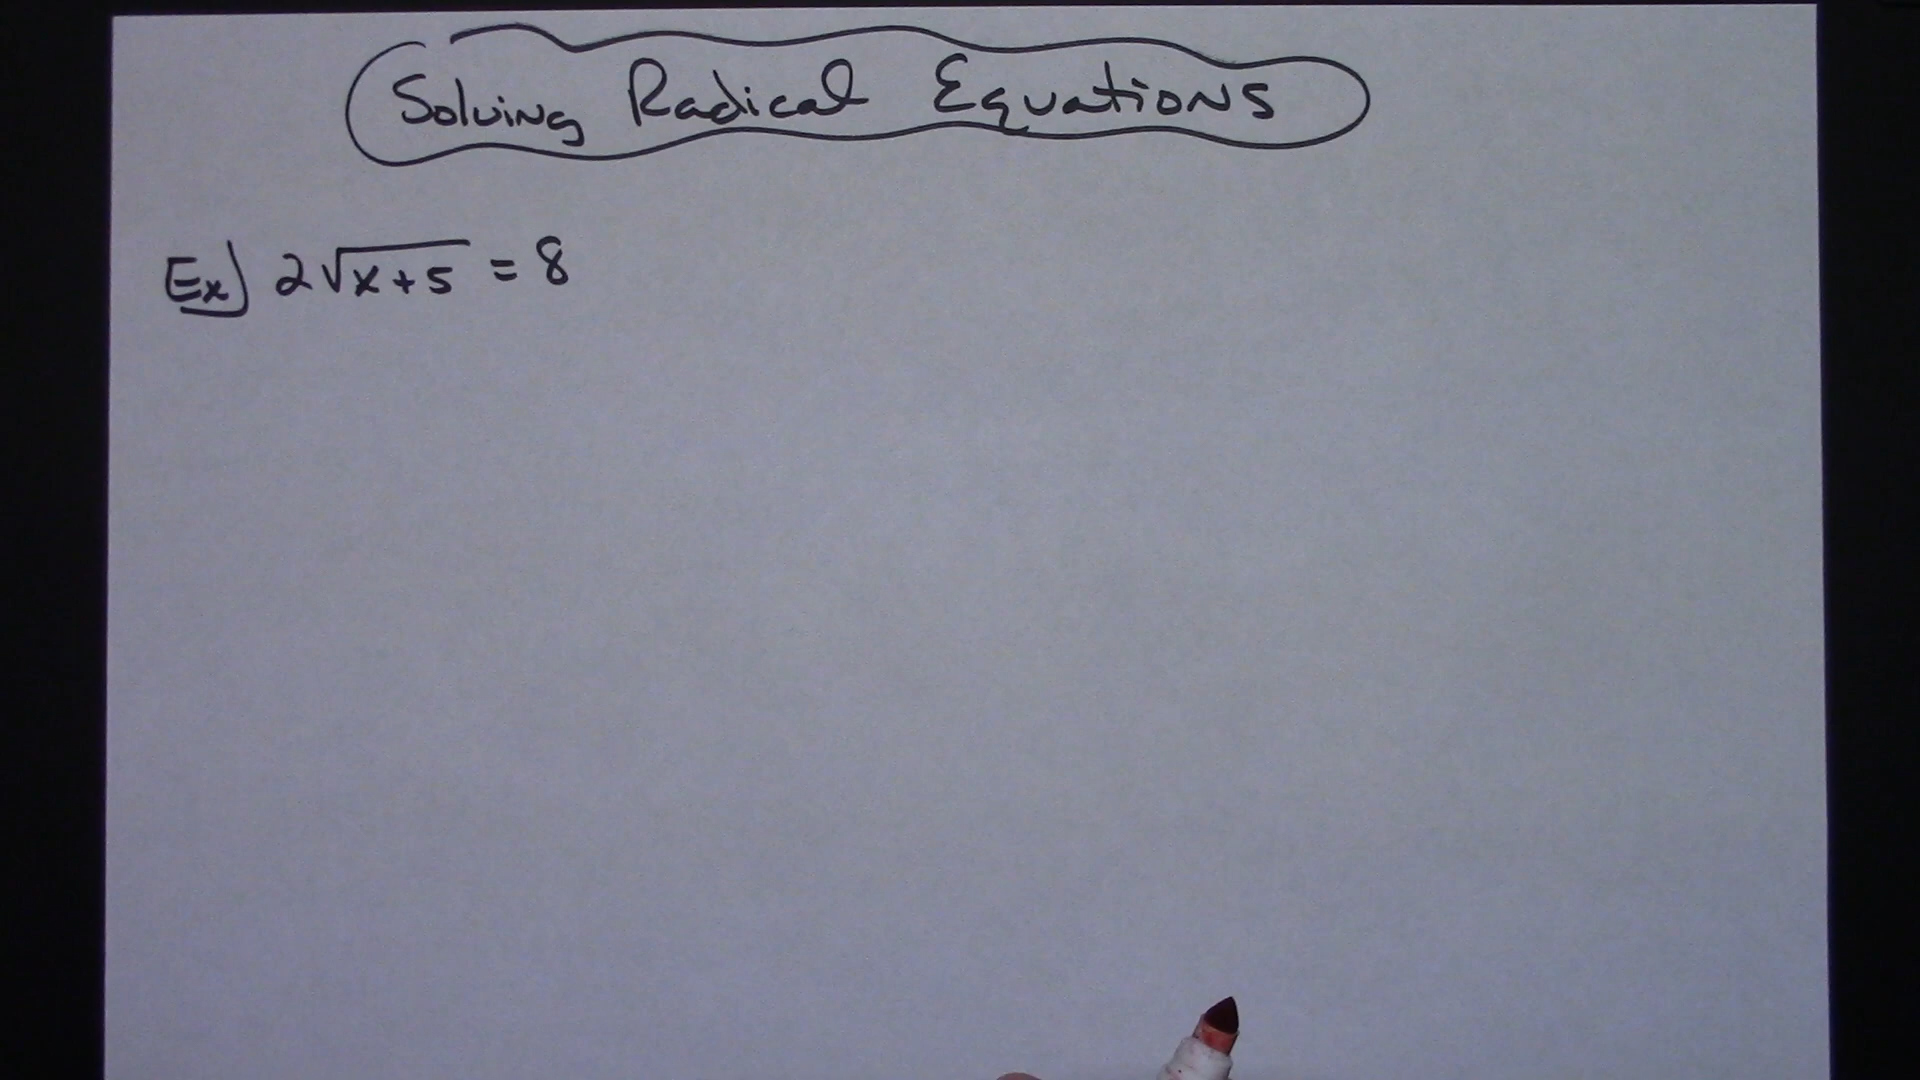 Solving Radical Equations
Ex) 2√x+5 = 8